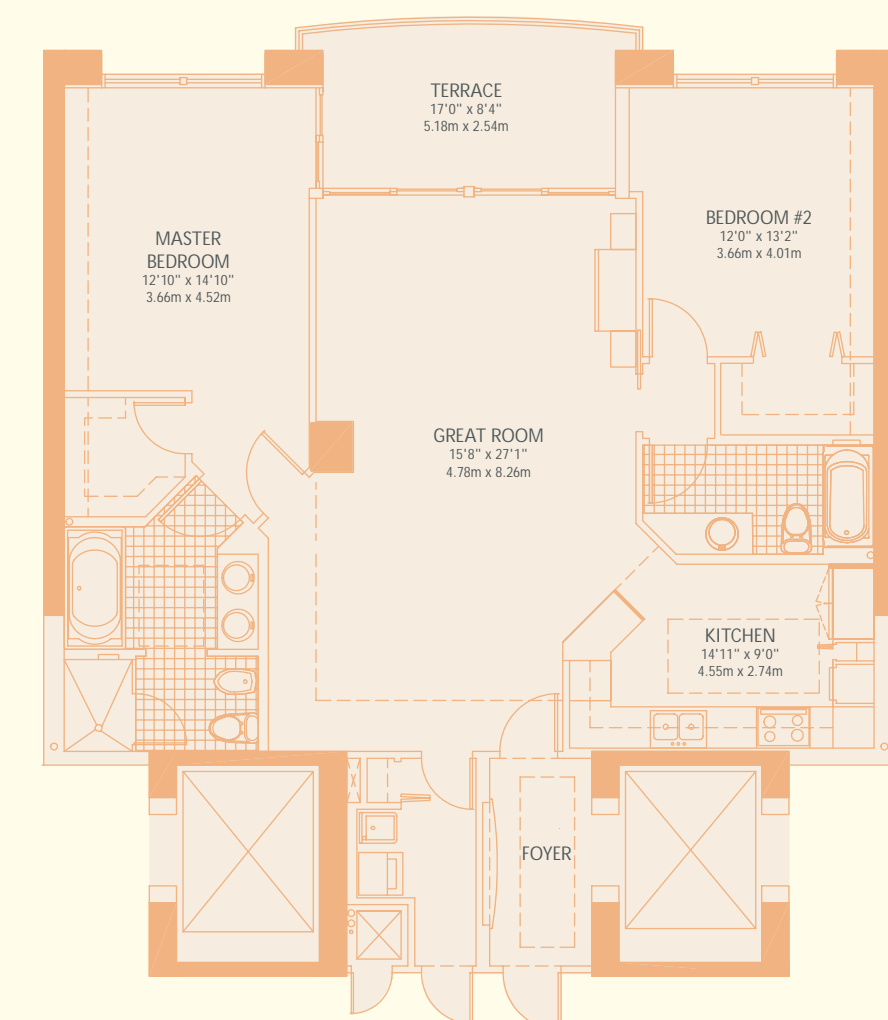 TERRACE
17'0" x 8'4"
5.18m x 2.54m
MASTER
BEDROOM
12'10" x 14'10"
3.66m x 4.52m
BEDROOM #2
12'0" x 13'2"
3.66m x 4.01m
GREAT ROOM
15'8" x 27'1"
4.78m x 8.26m
KITCHEN
14'11" x 9'0"
4.55m x 2.74m
FOYER